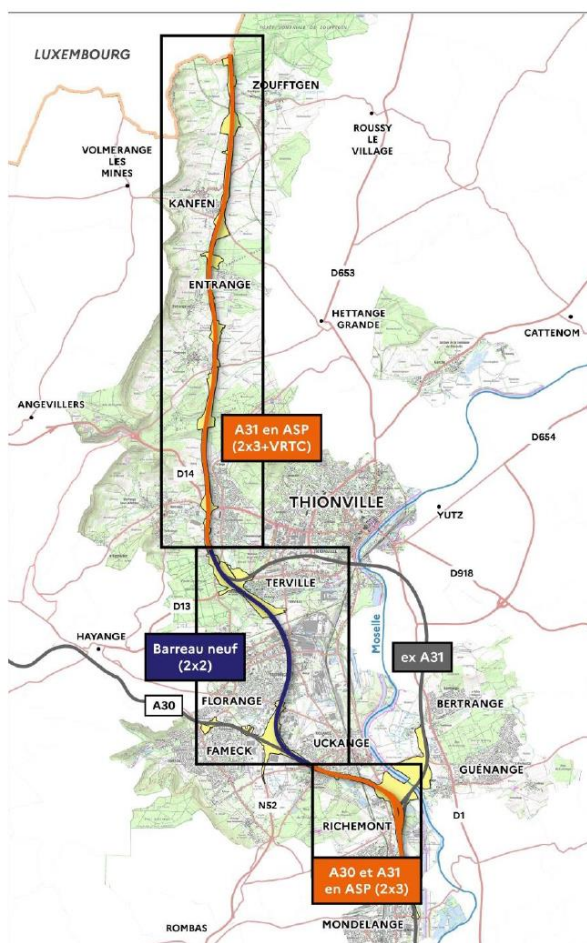 LUXEMBOURG
ZOUFFTGEN
ROUSSY
LE
VILLAGE
VOLMERANGE
LES
MINES
KANFEN
D653
ENTRANGE
HETTANGE
GRANDE
CATTENOM
ANGEVILLERS
A31 en ASP
(2x3+VRTC)
D654
D14
THIONVILLE
YUTZ
TERVILLE
D918
D13
HAYANGE
Barreau neuf
(2x2)
Moselle
ex A31
A30
FLORANGE
BERTRANGE
FAMECK
UCKANGE
GUÉNANGE
N52
RICHEMONT
D1
A30 et A31
en ASP (2x3)
ROMBAS
MONDELANGE